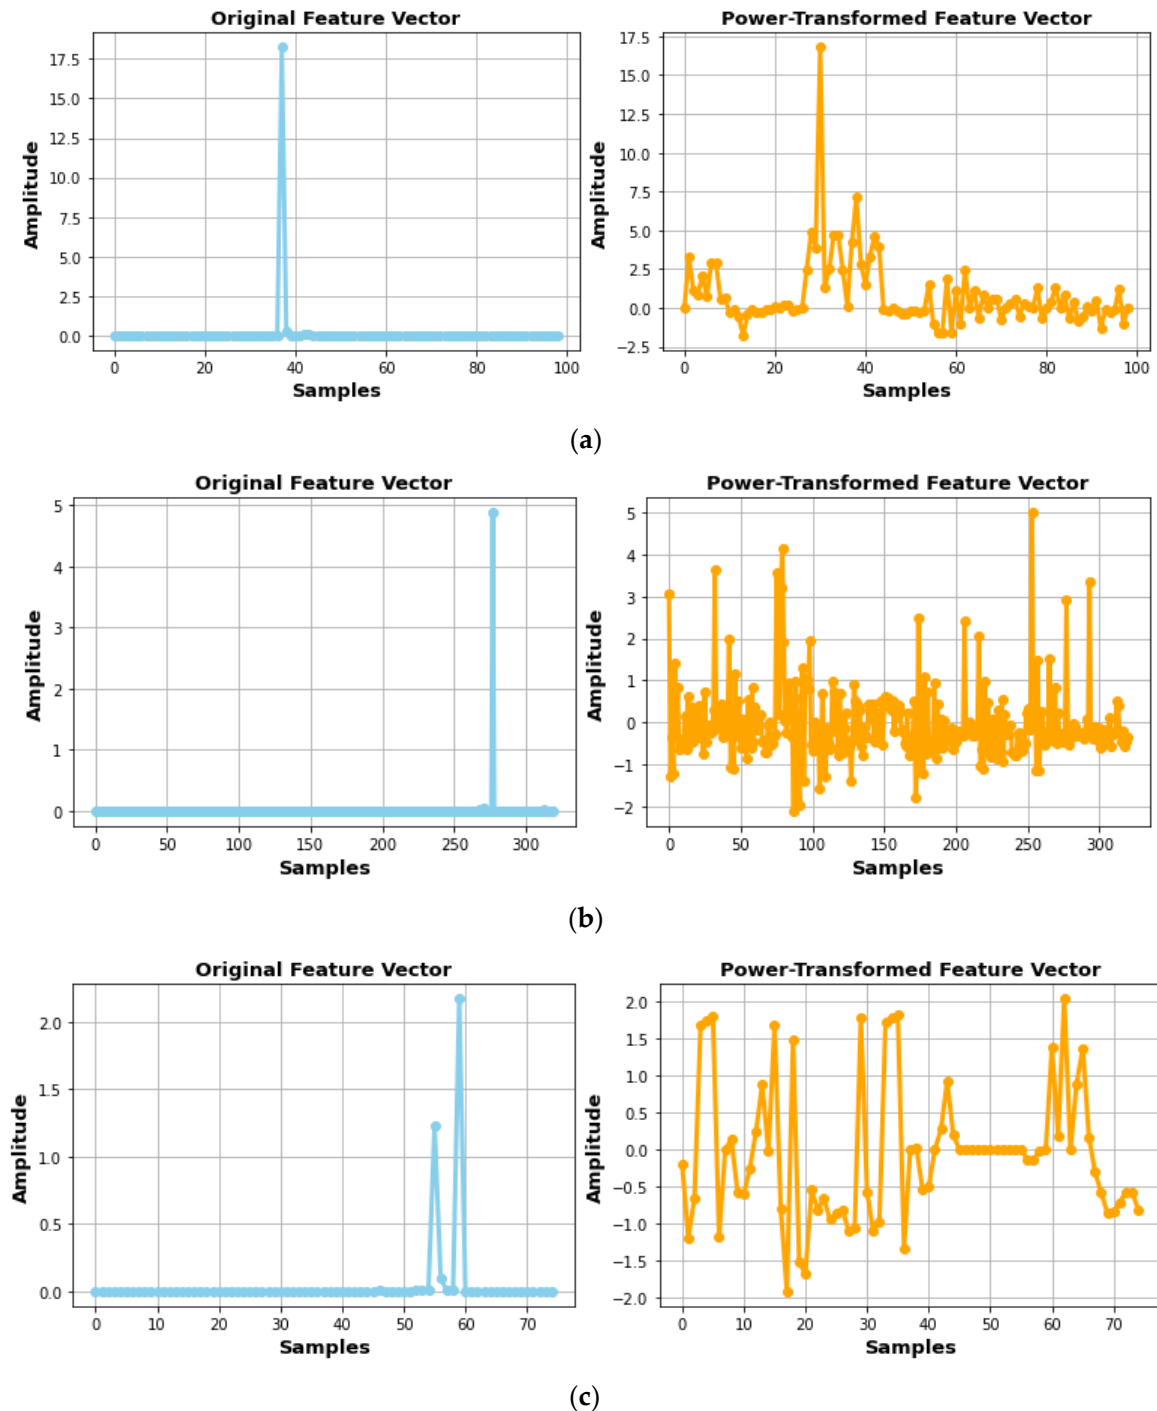 Original Feature Vector
Power-Transformed Feature Vector
Amplitude
17.5
15.0
12.5
10.0
7.5
5.0
2.5
0.0
0 20 40 60 80 100
Samples
Amplitude
17.5
15.0
12.5
10.0
7.5
5.0
2.5
0.0
−2.5
0 20 40 60 80 100
Samples
(a)
Original Feature Vector
Power-Transformed Feature Vector
Amplitude
5
4
3
2
1
0
0 50 100 150 200 250 300
Samples
Amplitude
5
4
3
2
1
0
−1
−2
0 50 100 150 200 250 300
Samples
(b)
Original Feature Vector
Power-Transformed Feature Vector
Amplitude
2.0
1.5
1.0
0.5
0.0
0 10 20 30 40 50 60 70
Samples
Amplitude
2.0
1.5
1.0
0.5
0.0
−0.5
−1.0
−1.5
−2.0
0 10 20 30 40 50 60 70
Samples
(c)